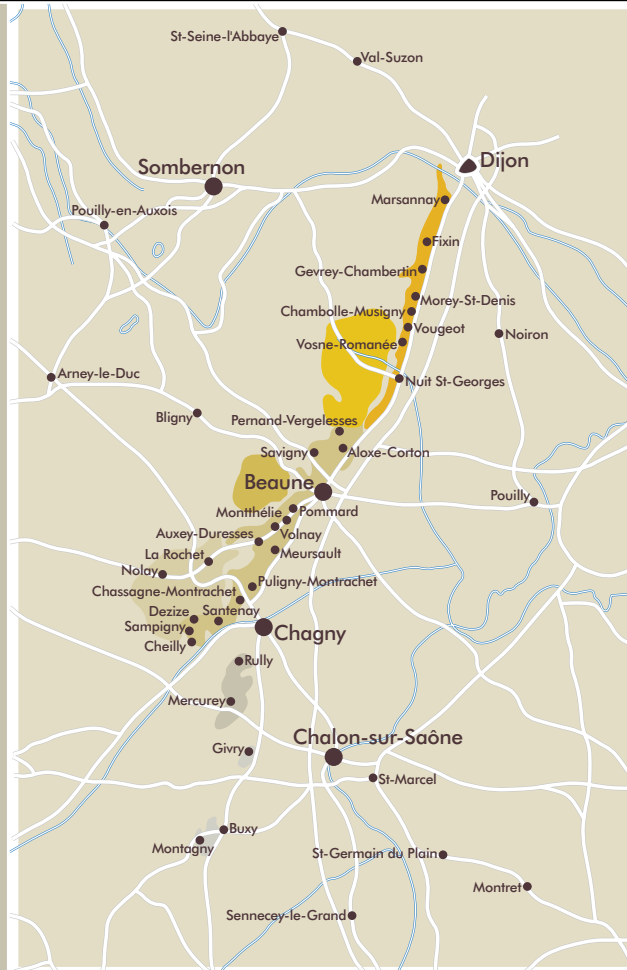 St-Seine-l'Abbaye
Val-Suzon
Dijon
Sombernon
Marsannay
Pouilly-en-Auxois
Fixin
Gevrey-Chambertin
Morey-St-Denis
Chambolle-Musigny
Vougeot
Noiron
Vosne-Romanée
Arney-le-Duc
Nuit St-Georges
Bligny
Pernand-Vergelesses
Savigny
Aloxe-Corton
Beaune
Pouilly
Montthélie
Pommard
Auxey-Duresses
Volnay
La Rochet
Meursault
Nolay
Puligny-Montrachet
Chassagne-Montrachet
Dezize
Santenay
Sampigny
Chagny
Cheilly
Rully
Mercurey
Chalon-sur-Saône
Givry
St-Marcel
Buxy
Montagny
St-Germain du Plain
Montret
Sennecey-le-Grand